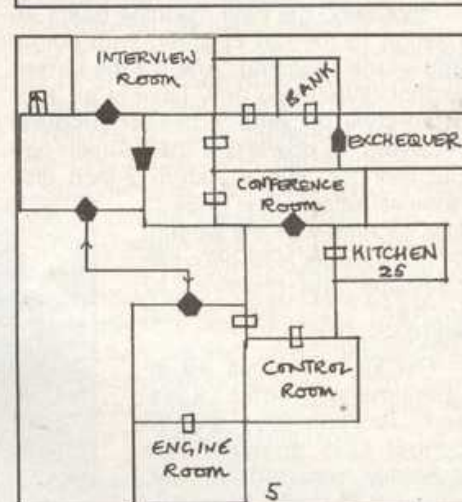 INTERVIEW
ROOM
BANK
EXCHEQUER
CONFERENCE
ROOM
KITCHEN
25
CONTROL
ROOM
ENGINE
ROOM
5